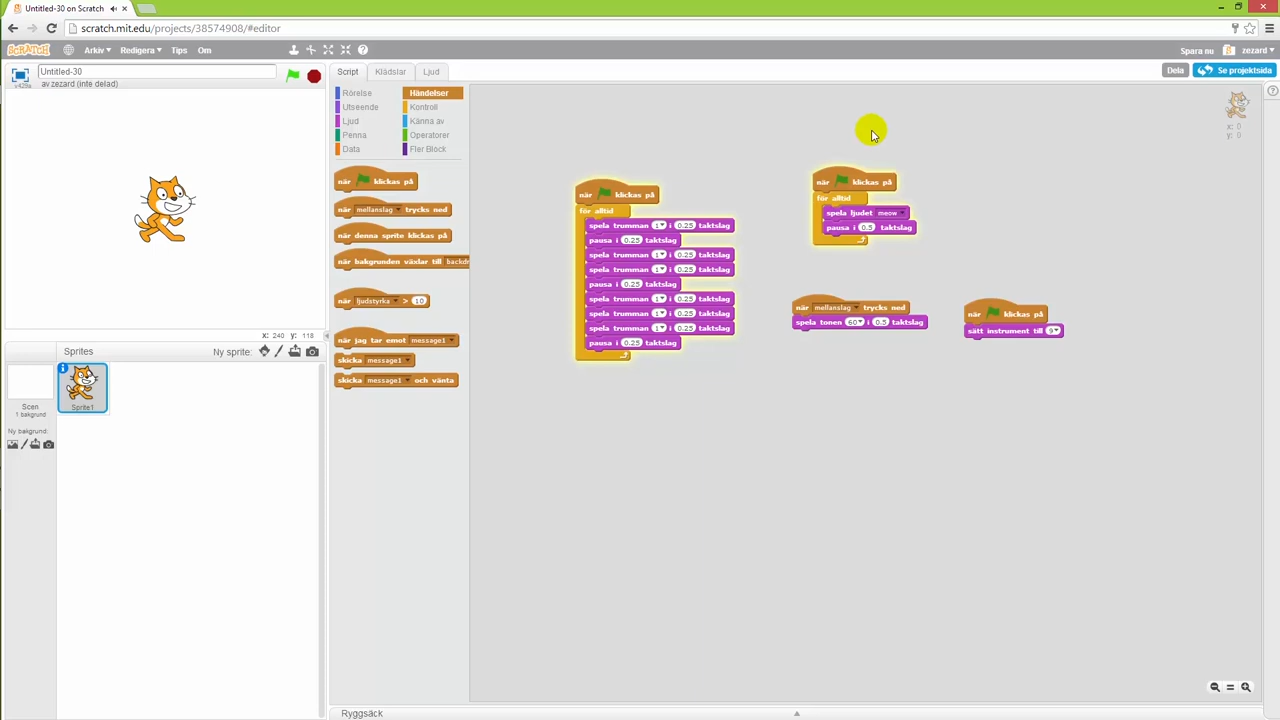 Untitled-30 on Scratch
scratch.mit.edu/projects/38574908/#editor
SCRATCH Arkiv Redigera Tips Om Spara nu zezard
Untitled-30
av zezard (inte delad)
v429a
Script Klädslar Ljud Dela Se projektsida
Rörelse Händelser
Utseende Kontroll
Ljud Känna av
Penna Operatorer
Data Fler Block
när klickas på
när mellanslag trycks ned
när denna sprite klickas på
när bakgrunden växlar till backdr
när ljudstyrka > 10
när jag tar emot message1
skicka message1
skicka message1 och vänta
när klickas på
för alltid
spela trumman 1 i 0.25 taktslag
pausa i 0.25 taktslag
spela trumman 1 i 0.25 taktslag
spela trumman 1 i 0.25 taktslag
pausa i 0.25 taktslag
spela trumman 1 i 0.25 taktslag
spela trumman 1 i 0.25 taktslag
spela trumman 1 i 0.25 taktslag
pausa i 0.25 taktslag
när klickas på
för alltid
spela ljudet meow
pausa i 0.5 taktslag
när mellanslag trycks ned
spela tonen 60 i 0.5 taktslag
när klickas på
sätt instrument till 9
x: 0
y: 0
x: 240 y: 118
Sprites Ny sprite:
Sprite1
Scen
1 bakgrund
Ny bakgrund:
Ryggsäck